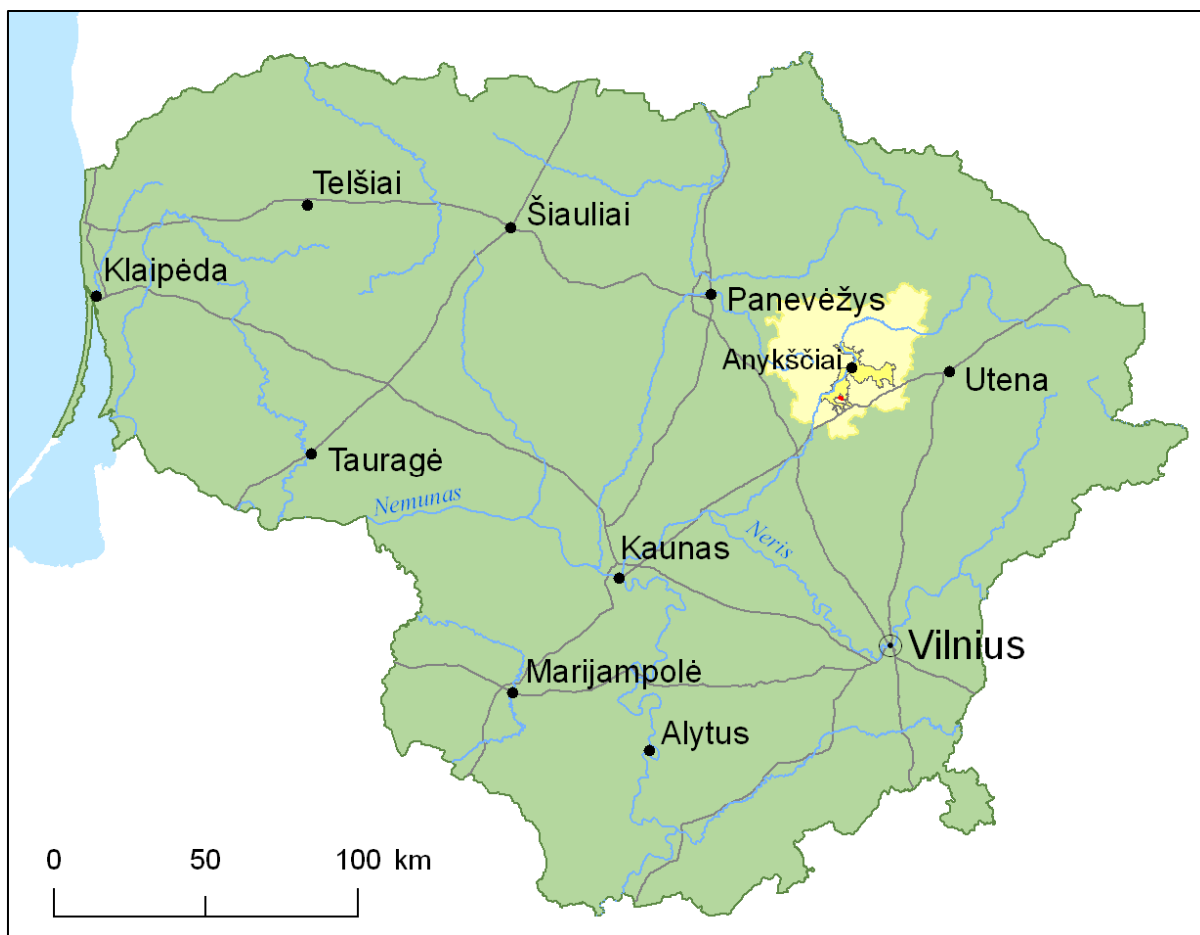 Telšiai
Šiauliai
Klaipėda
Panevėžys
Anykščiai
Utena
Tauragė
Nemunas
Neris
Kaunas
Vilnius
Marijampolė
Alytus
0 50 100 km